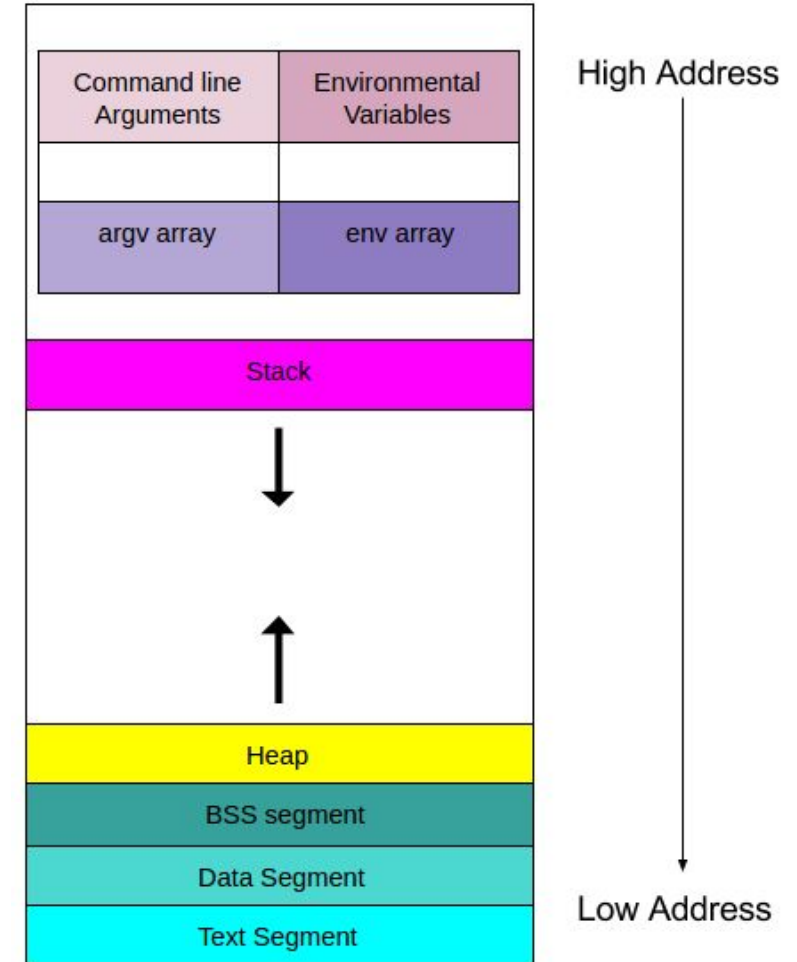 High Address
Command line
Arguments
Environmental
Variables
argv array
env array
Stack
Heap
BSS segment
Data Segment
Text Segment
Low Address